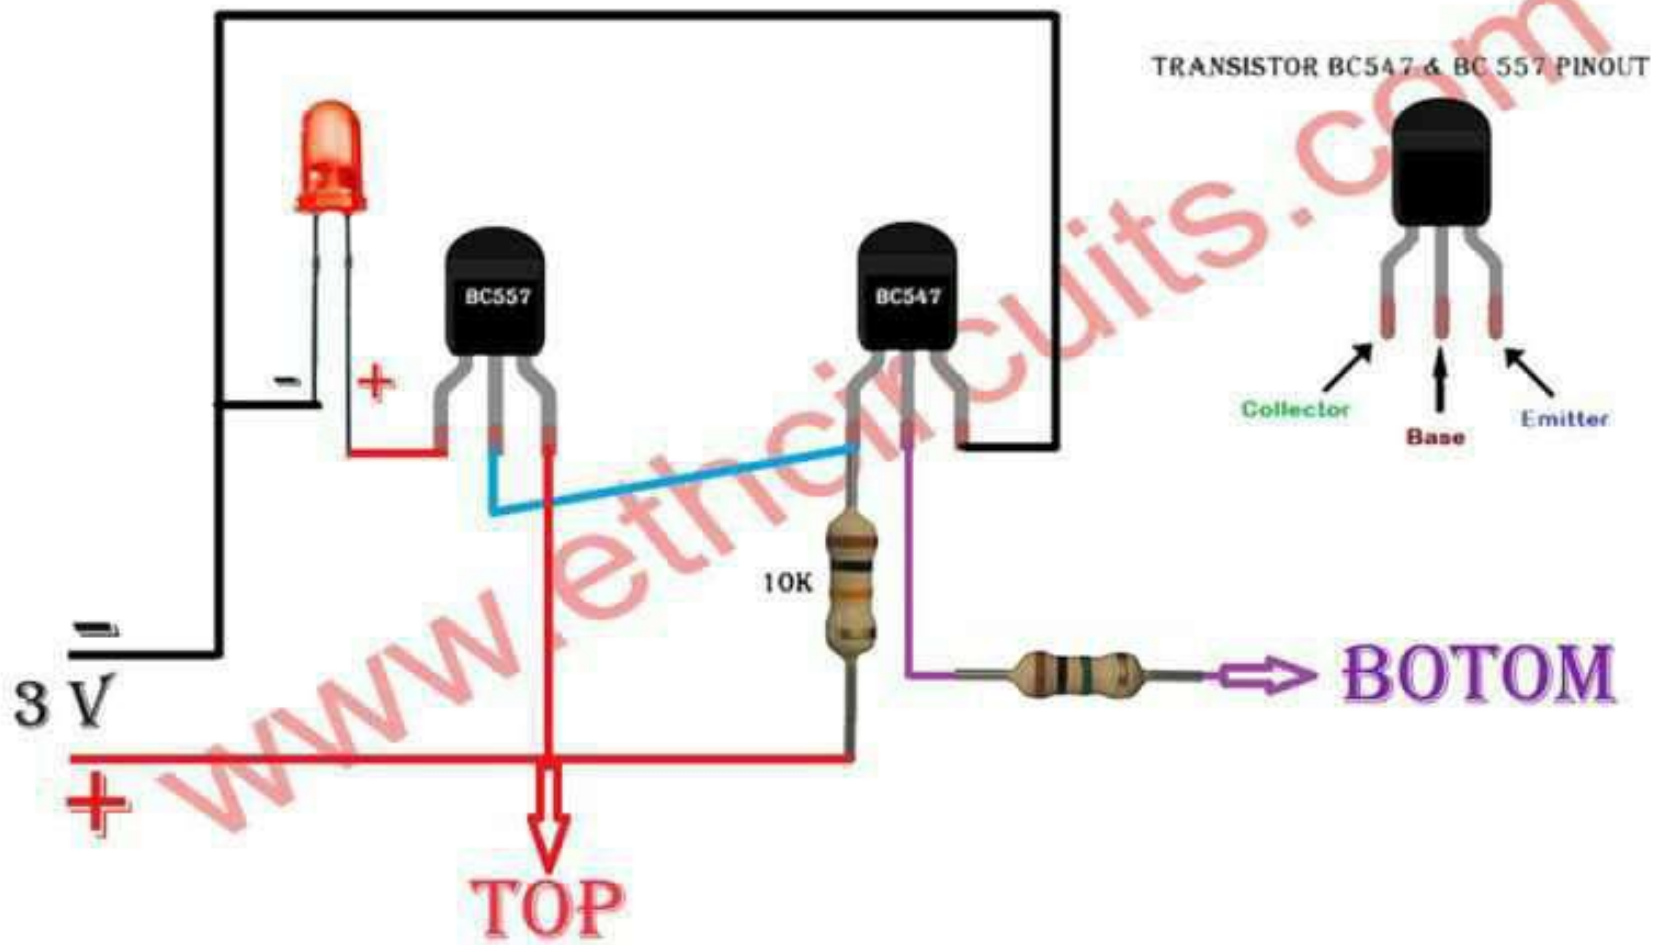 TRANSISTOR BC547 & BC 557 PINOUT
BC557
BC547
-
+
Collector
Base
Emitter
10K
-
3 V
+
BOTOM
TOP
www.ethcircuits.com